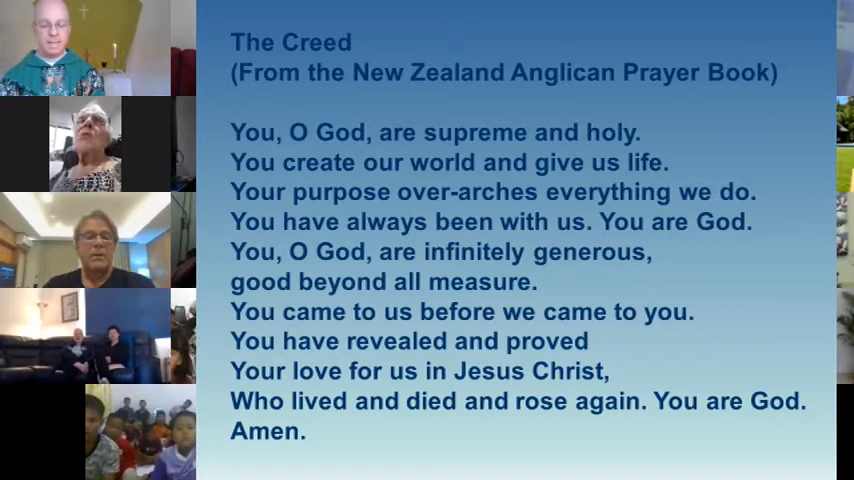 The Creed
(From the New Zealand Anglican Prayer Book)
You, O God, are supreme and holy.
You create our world and give us life.
Your purpose over-arches everything we do.
You have always been with us. You are God.
You, O God, are infinitely generous,
good beyond all measure.
You came to us before we came to you.
You have revealed and proved
Your love for us in Jesus Christ,
Who lived and died and rose again. You are God.
Amen.